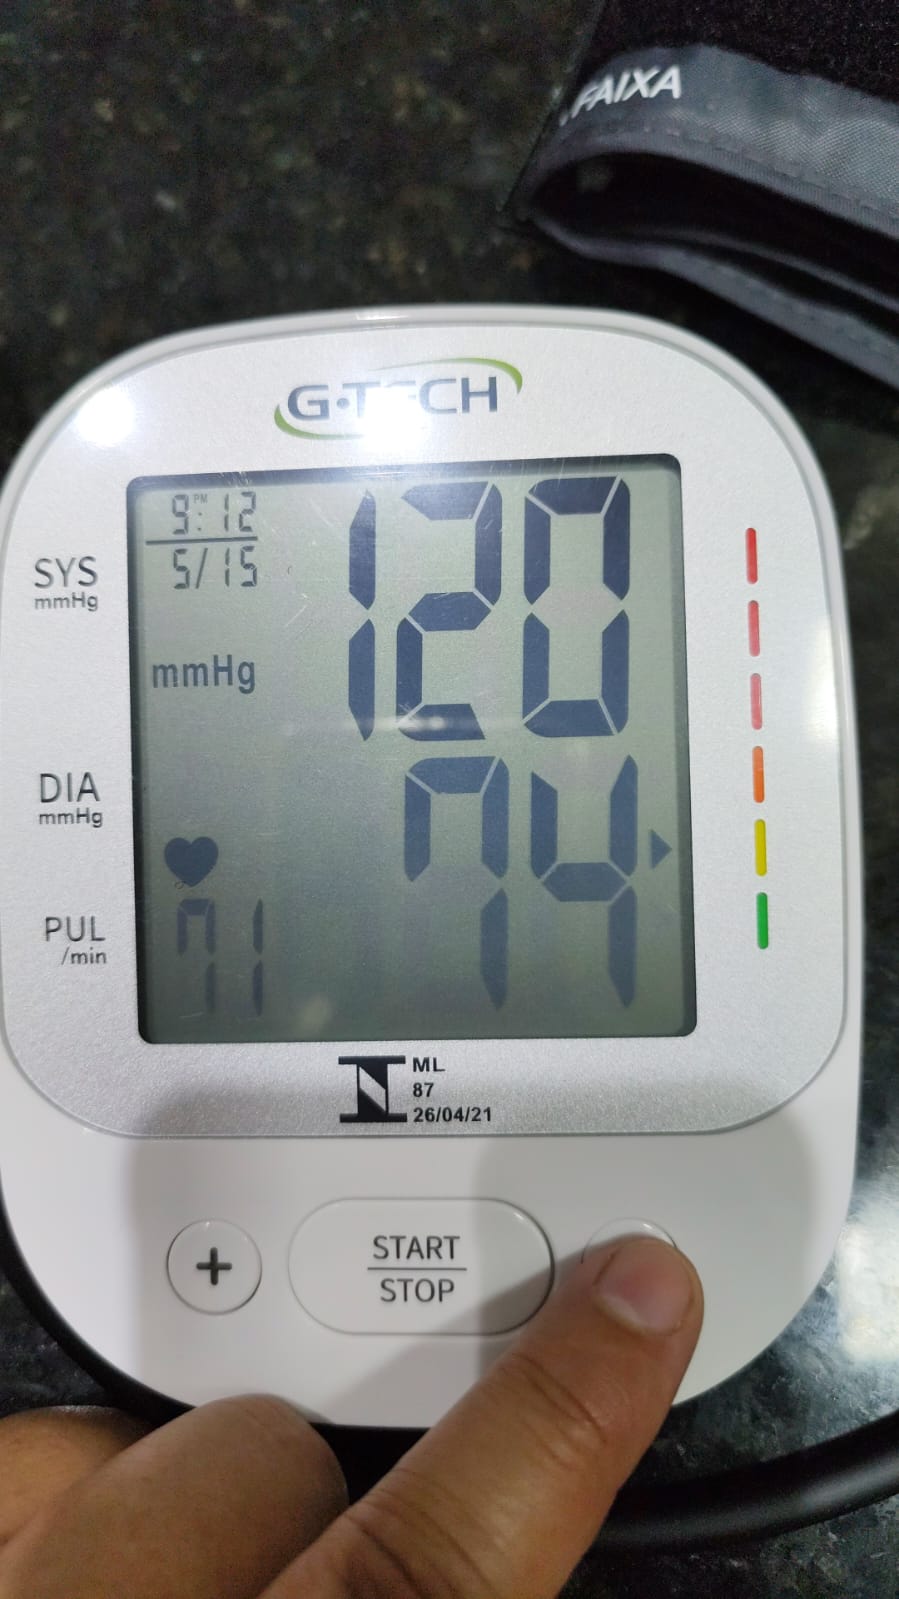 FAIXA
G·TECH
9:12 PM
5/15
SYS
mmHg
120
mmHg
DIA
mmHg
74
PUL
/min
71
ML
87
26/04/21
+
START
STOP